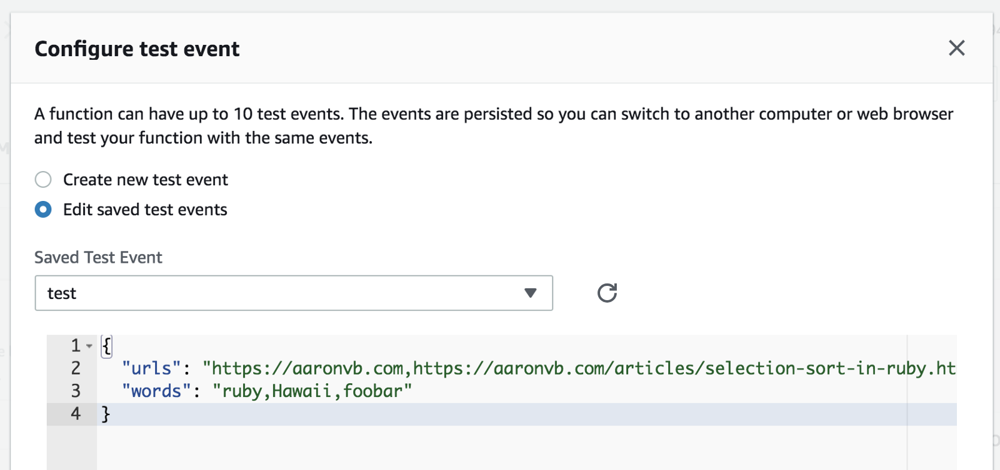 Configure test event
A function can have up to 10 test events. The events are persisted so you can switch to another computer or web browser
and test your function with the same events.
Create new test event
Edit saved test events
Saved Test Event
test
1 {
2 "urls": "https://aaronvb.com,https://aaronvb.com/articles/selection-sort-in-ruby.ht
3 "words": "ruby,Hawaii,foobar"
4 }